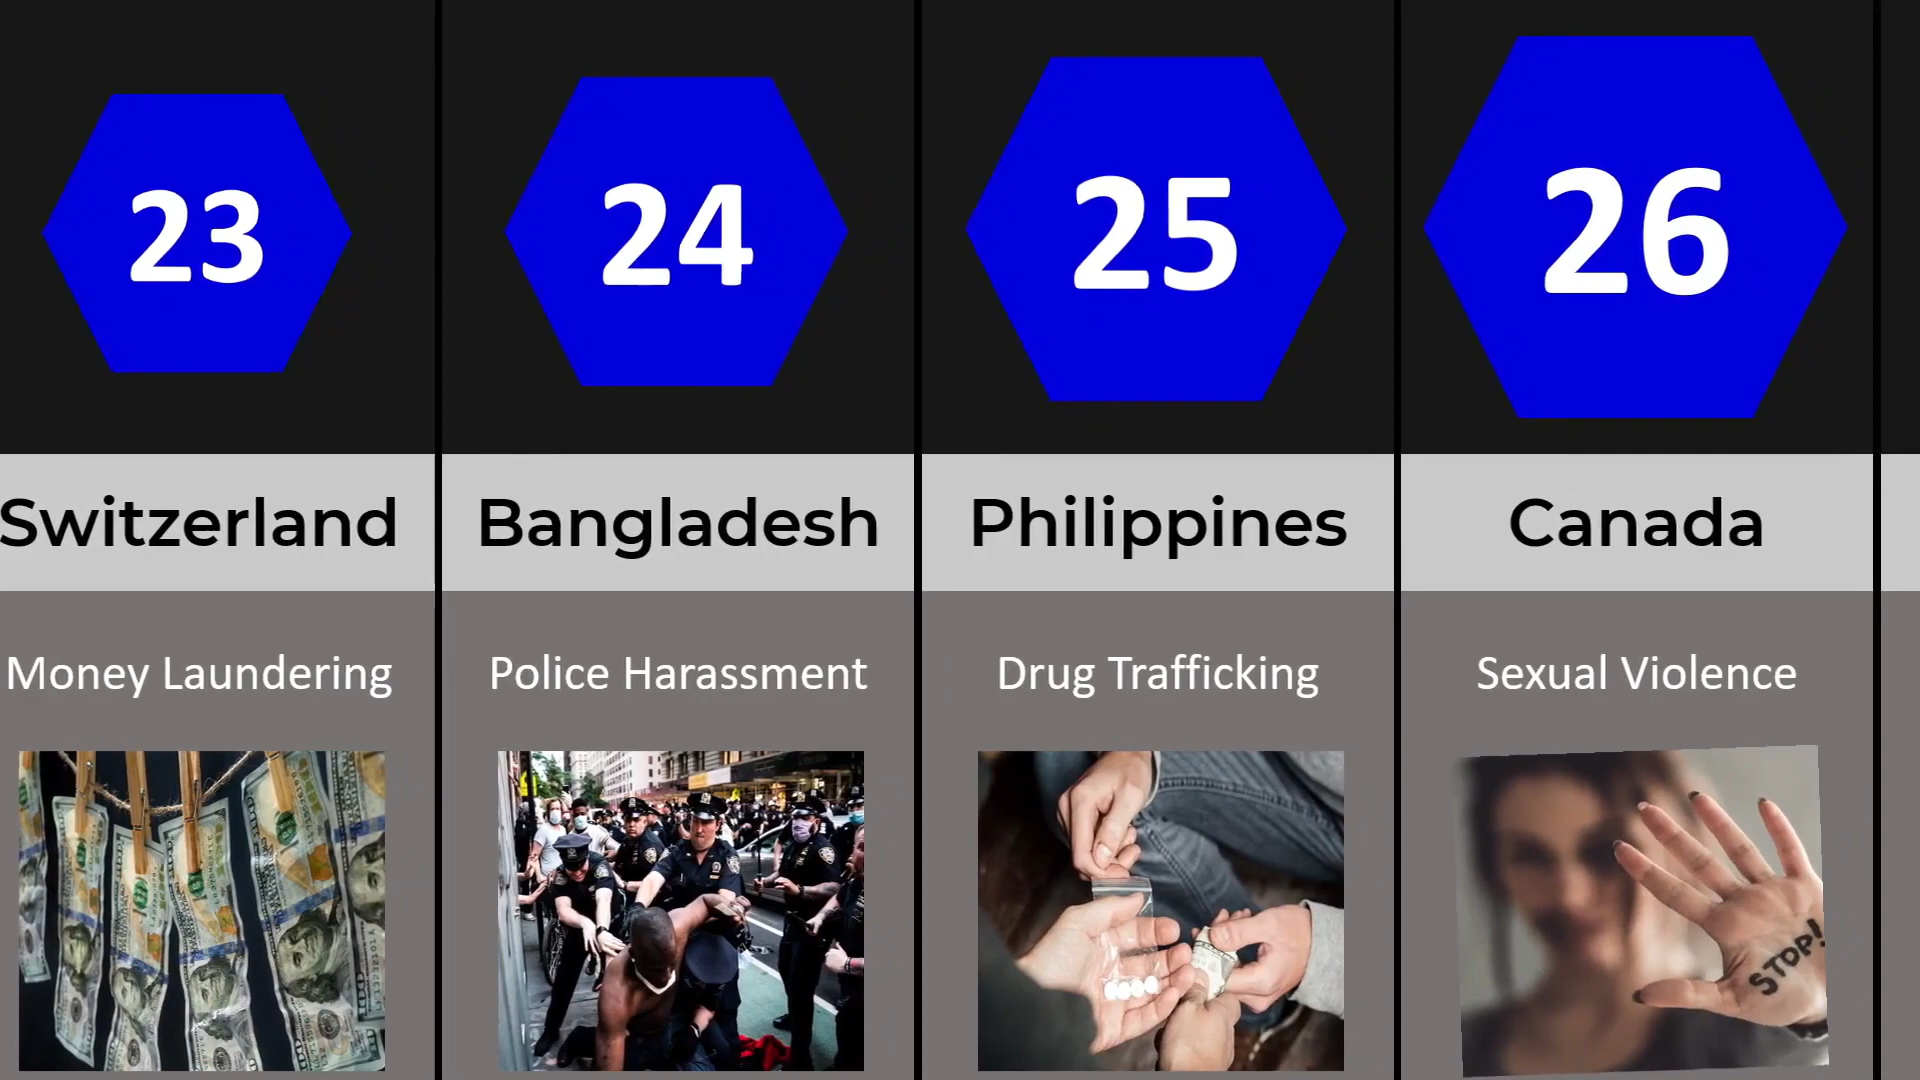 23
24
25
26
Switzerland
Bangladesh
Philippines
Canada
Money Laundering
Police Harassment
Drug Trafficking
Sexual Violence
STOP!